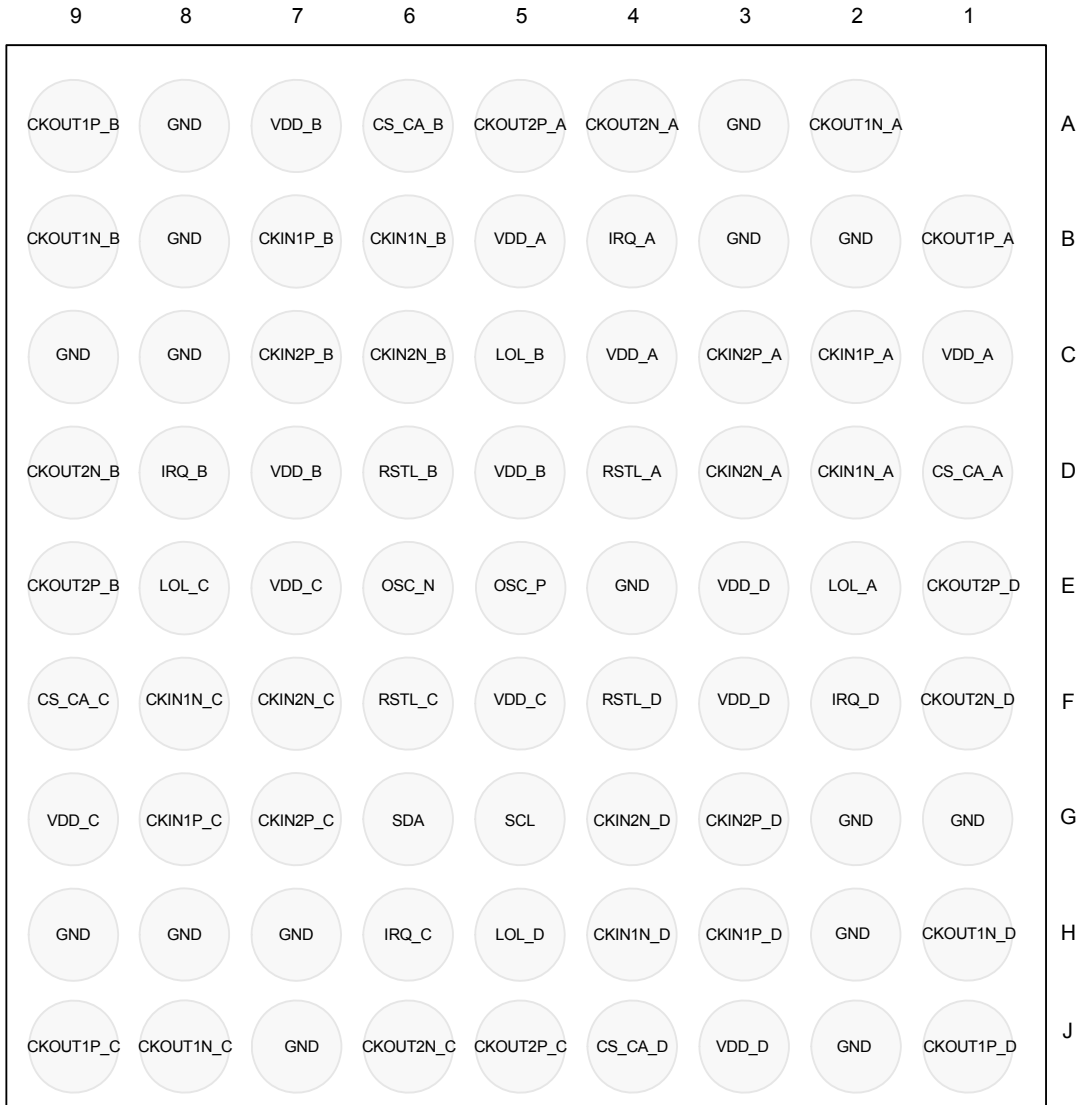 9 8 7 6 5 4 3 2 1
CKOUT1P_B GND VDD_B CS_CA_B CKOUT2P_A CKOUT2N_A GND CKOUT1N_A A
CKOUT1N_B GND CKIN1P_B CKIN1N_B VDD_A IRQ_A GND GND CKOUT1P_A B
GND GND CKIN2P_B CKIN2N_B LOL_B VDD_A CKIN2P_A CKIN1P_A VDD_A C
CKOUT2N_B IRQ_B VDD_B RSTL_B VDD_B RSTL_A CKIN2N_A CKIN1N_A CS_CA_A D
CKOUT2P_B LOL_C VDD_C OSC_N OSC_P GND VDD_D LOL_A CKOUT2P_D E
CS_CA_C CKIN1N_C CKIN2N_C RSTL_C VDD_C RSTL_D VDD_D IRQ_D CKOUT2N_D F
VDD_C CKIN1P_C CKIN2P_C SDA SCL CKIN2N_D CKIN2P_D GND GND G
GND GND GND IRQ_C LOL_D CKIN1N_D CKIN1P_D GND CKOUT1N_D H
CKOUT1P_C CKOUT1N_C GND CKOUT2N_C CKOUT2P_C CS_CA_D VDD_D GND CKOUT1P_D J